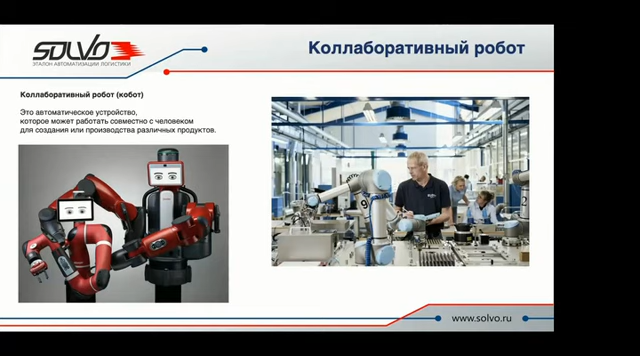 SOLVO
ЭТАЛОН АВТОМАТИЗАЦИИ ЛОГИСТИКИ
Коллаборативный робот
Коллаборативный робот (кобот)
Это автоматическое устройство,
которое может работать совместно с человеком
для создания или производства различных продуктов.
www.solvo.ru